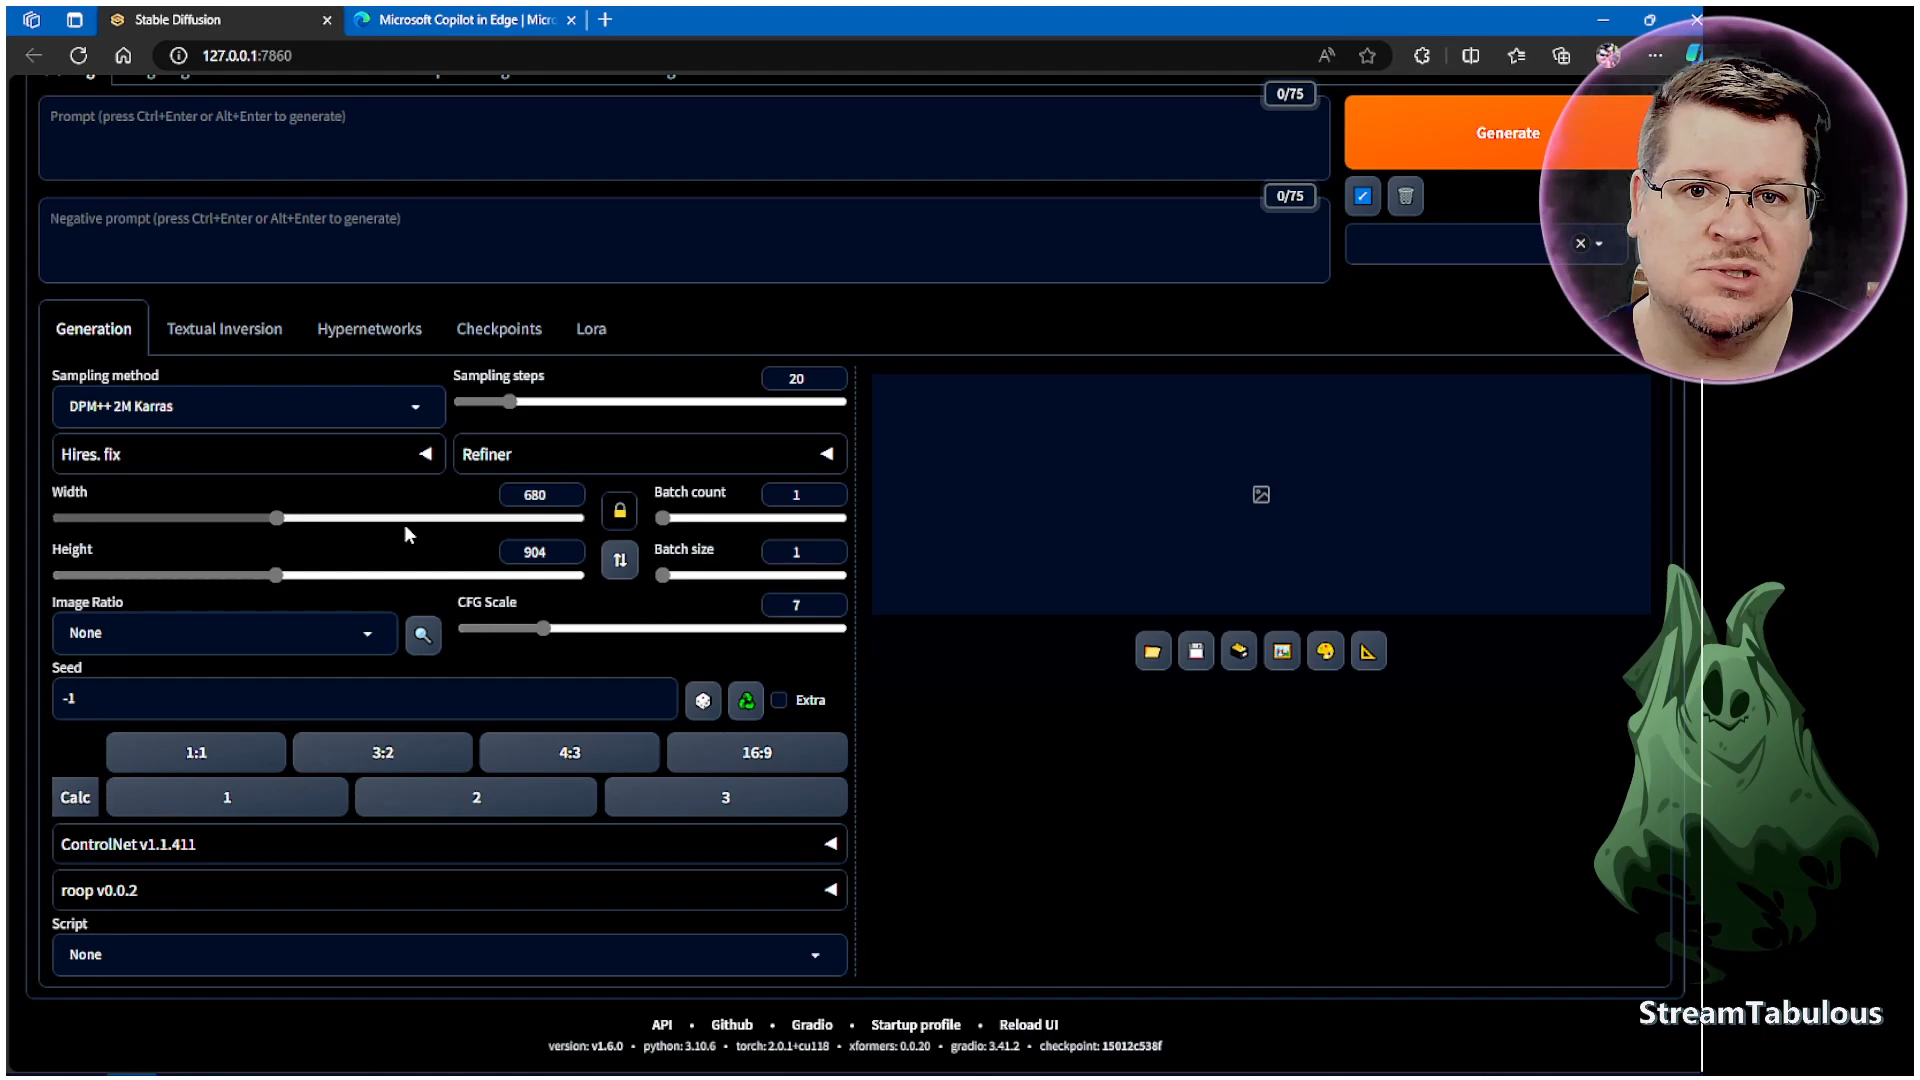 Stable Diffusion
Microsoft Copilot in Edge | Micro
127.0.0.1:7860
Prompt (press Ctrl+Enter or Alt+Enter to generate)
0/75
Generate
Negative prompt (press Ctrl+Enter or Alt+Enter to generate)
0/75
Generation
Textual Inversion
Hypernetworks
Checkpoints
Lora
Sampling method
DPM++ 2M Karras
Sampling steps
20
Hires. fix
Refiner
Width
680
Batch count
1
Height
904
Batch size
1
Image Ratio
None
CFG Scale
7
Seed
-1
Extra
1:1
3:2
4:3
16:9
Calc
1
2
3
ControlNet v1.1.411
roop v0.0.2
Script
None
API • Github • Gradio • Startup profile • Reload UI
version: v1.6.0 • python: 3.10.6 • torch: 2.0.1+cu118 • xformers: 0.0.20 • gradio: 3.41.2 • checkpoint: 15012c538f
StreamTabulous